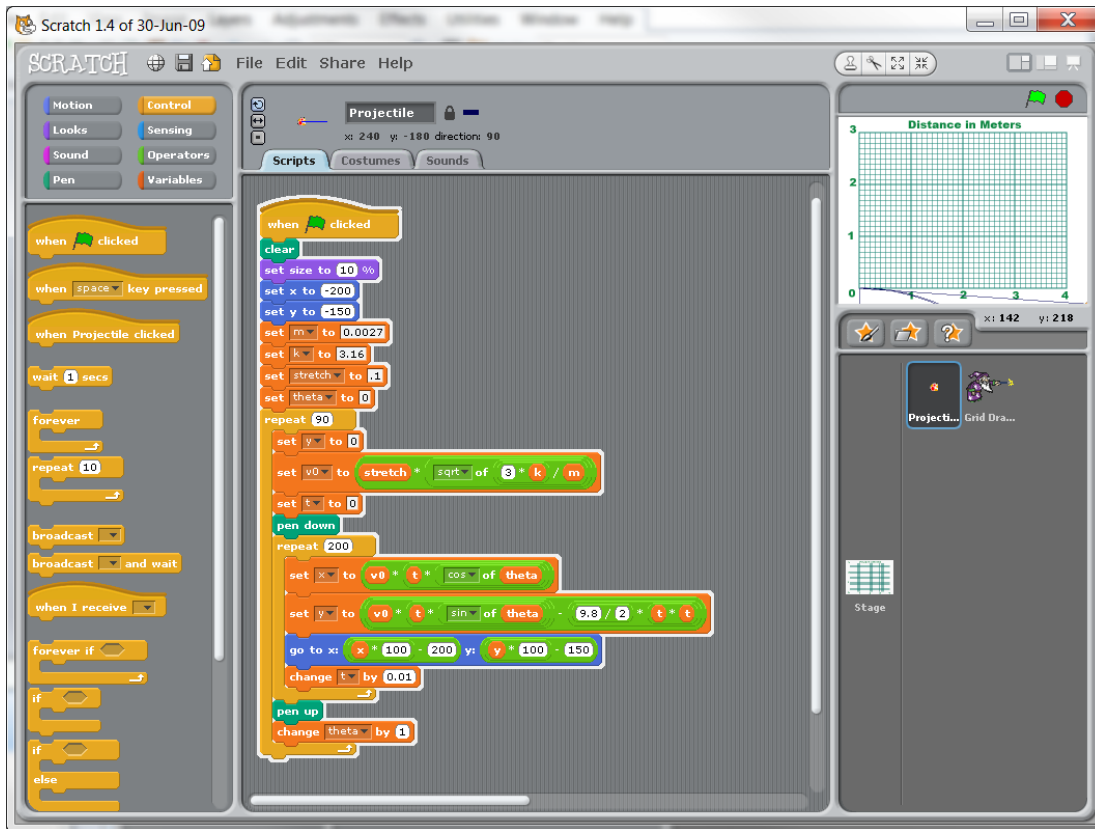 Scratch 1.4 of 30-Jun-09
Layers Adjustments Effects Utilities Window Help
SCRATCH File Edit Share Help
Motion Control
Looks Sensing
Sound Operators
Pen Variables
when clicked
when space key pressed
when Projectile clicked
wait 1 secs
forever
repeat 10
broadcast
broadcast and wait
when I receive
forever if
if
if
else
Projectile
x: 240 y: -180 direction: 90
Scripts Costumes Sounds
when clicked
clear
set size to 10 %
set x to -200
set y to -150
set m to 0.0027
set k to 3.16
set stretch to .1
set theta to 0
repeat 90
set y to 0
set v0 to stretch * sqrt of 3 * k / m
set t to 0
pen down
repeat 200
set x to v0 * t * cos of theta
set y to v0 * t * sin of theta - 9.8 / 2 * t * t
go to x: x * 100 - 200 y: y * 100 - 150
change t by 0.01
pen up
change theta by 1
Distance in Meters
3
2
1
0 1 2 3 4
x: 142 y: 218
Projecti... Grid Dra...
Stage